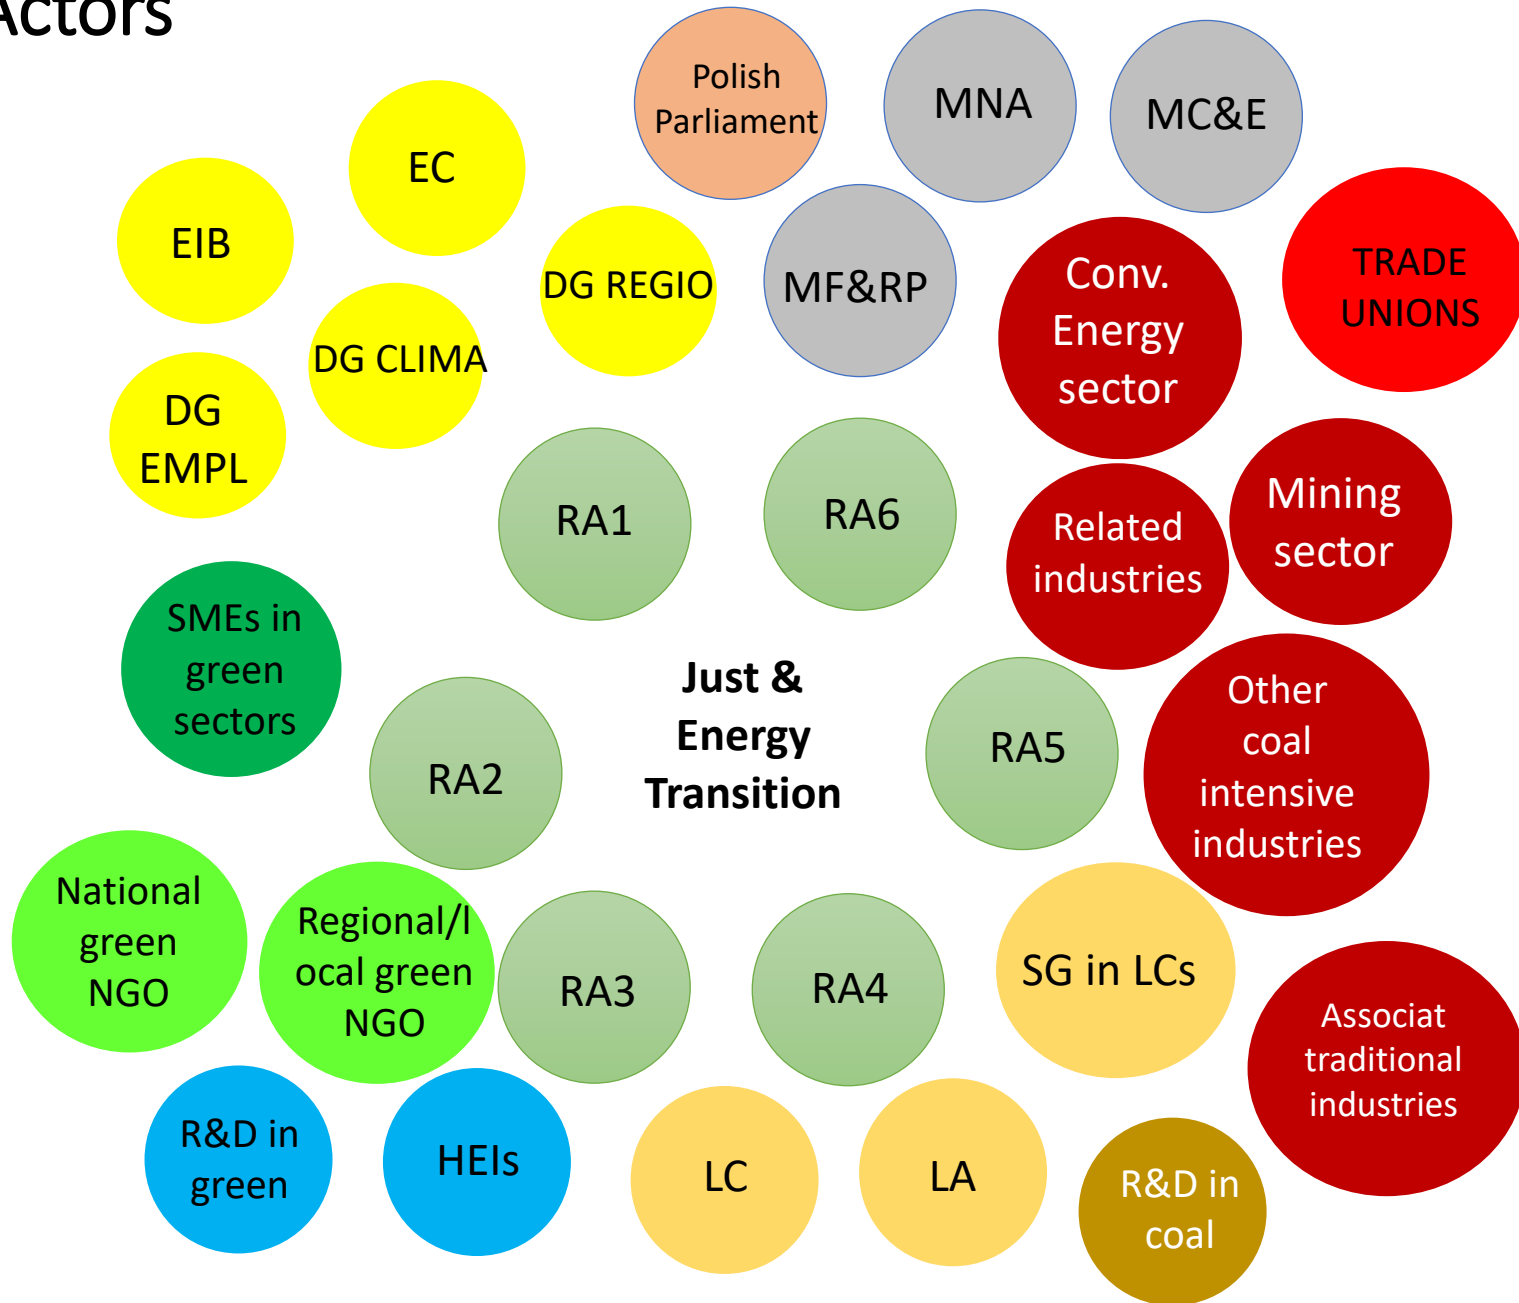 Actors
Polish
Parliament
MNA
MC&E
EC
EIB
DG REGIO
MF&RP
Conv.
Energy
sector
TRADE
UNIONS
DG CLIMA
DG
EMPL
RA1
RA6
Related
industries
Mining
sector
SMEs in
green
sectors
Just &
Energy
Transition
RA2
RA5
Other
coal
intensive
industries
National
green
NGO
Regional/l
ocal green
NGO
RA3
RA4
SG in LCs
Associat
traditional
industries
R&D in
green
HEIs
LC
LA
R&D in
coal